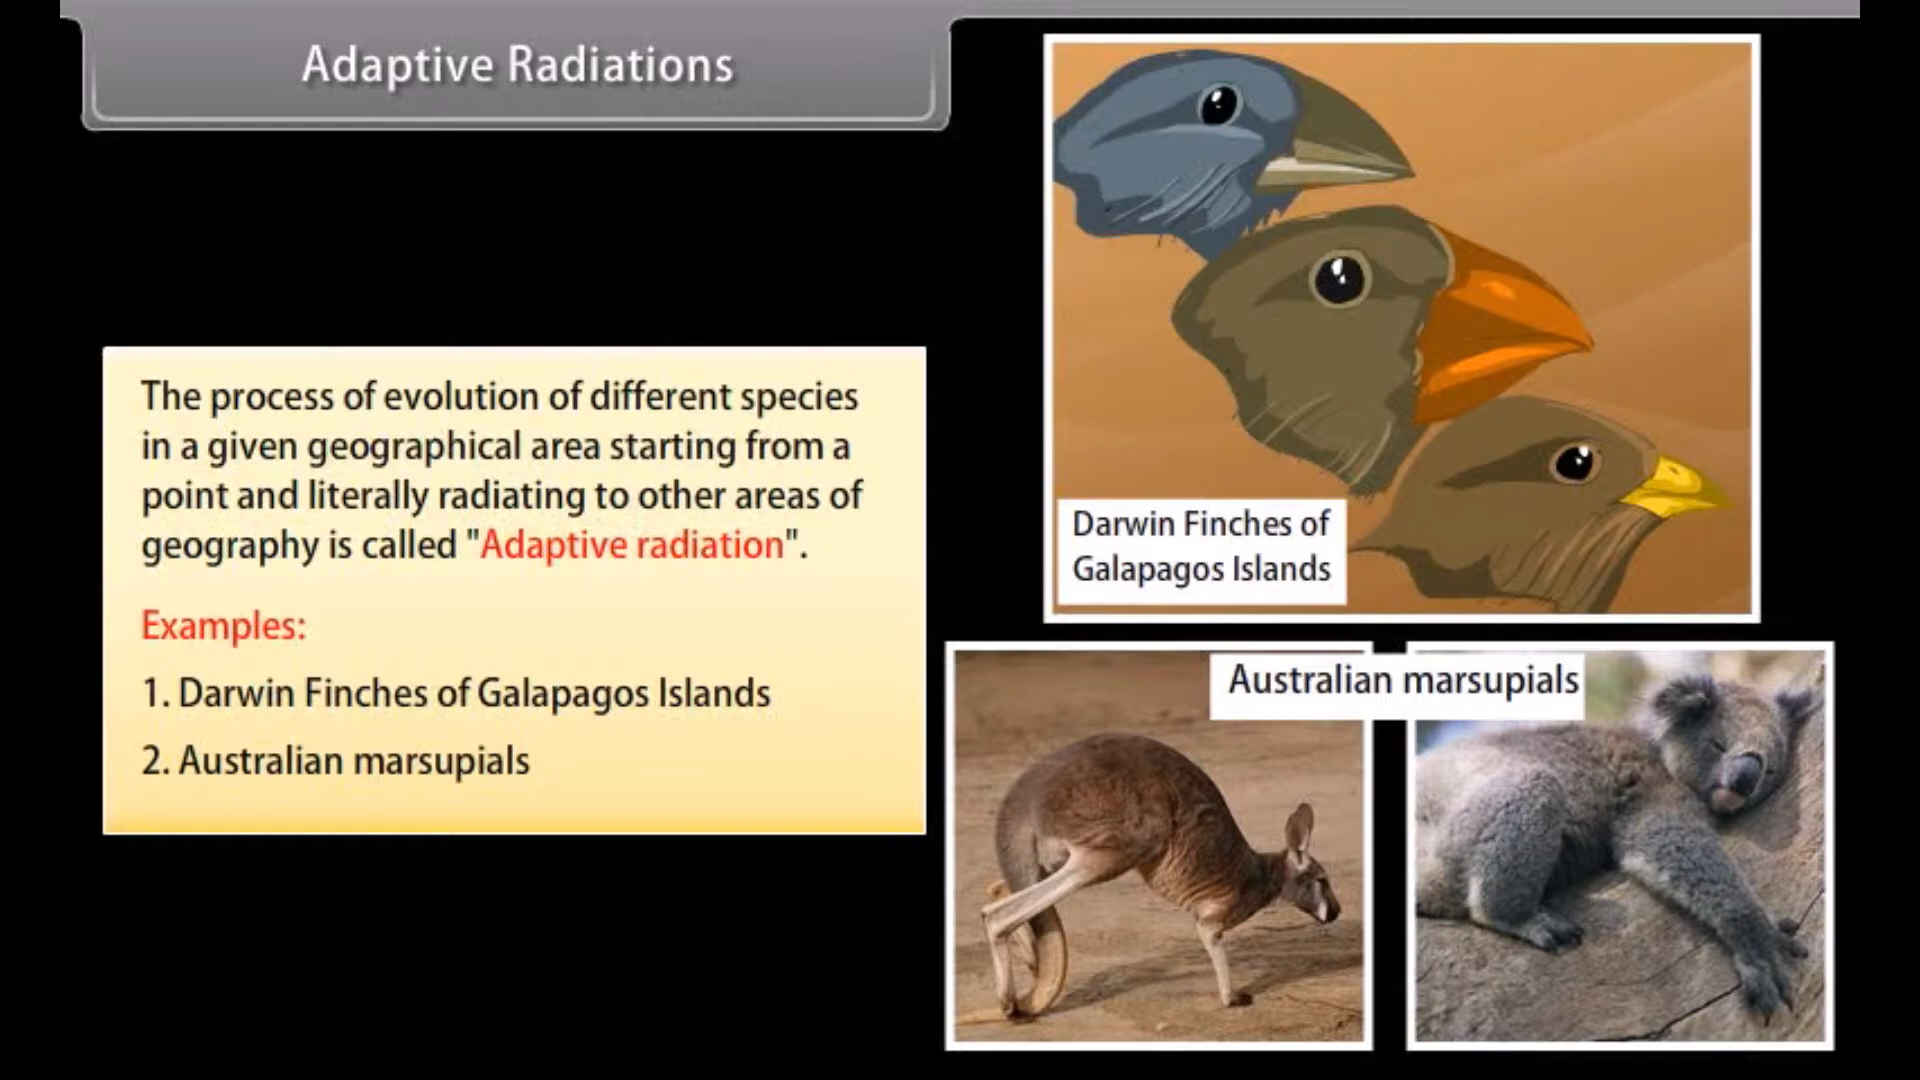 Adaptive Radiations
The process of evolution of different species
in a given geographical area starting from a
point and literally radiating to other areas of
geography is called "Adaptive radiation".
Examples:
1. Darwin Finches of Galapagos Islands
2. Australian marsupials
Darwin Finches of
Galapagos Islands
Australian marsupials